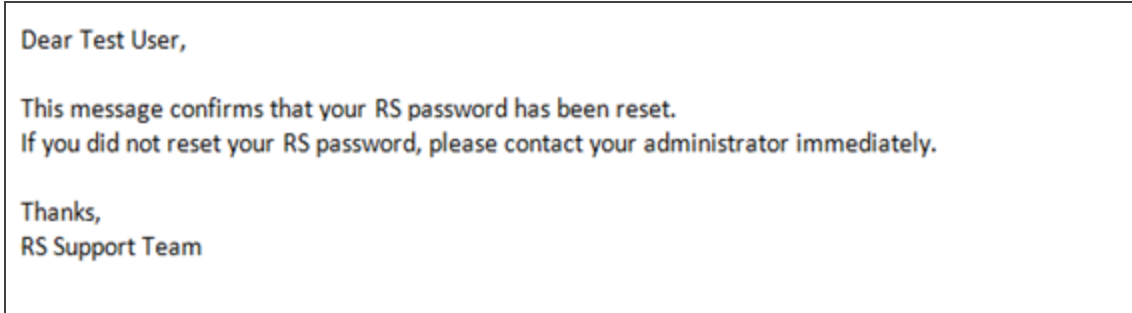 Dear Test User,
This message confirms that your RS password has been reset.
If you did not reset your RS password, please contact your administrator immediately.
Thanks,
RS Support Team